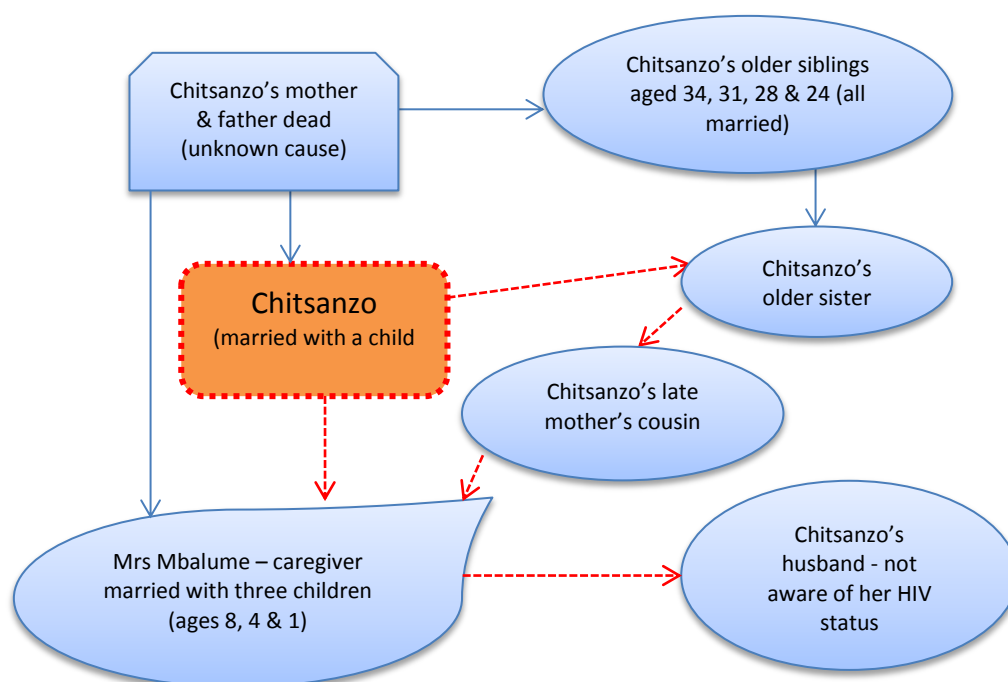 Chitsanzo’s mother
& father dead
(unknown cause)
Chitsanzo’s older siblings
aged 34, 31, 28 & 24 (all
married)
Chitsanzo
(married with a child
Chitsanzo’s
older sister
Chitsanzo’s late
mother’s cousin
Mrs Mbalume – caregiver
married with three children
(ages 8, 4 & 1)
Chitsanzo’s
husband - not
aware of her HIV
status